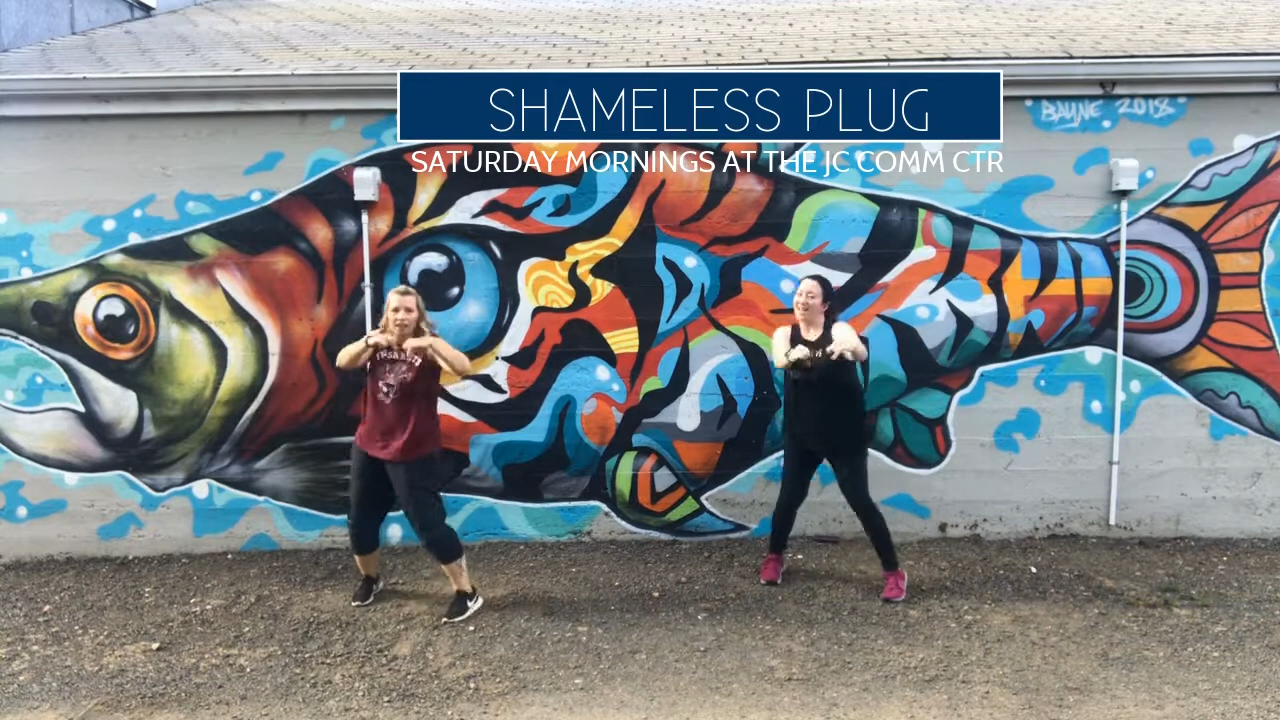 SHAMELESS PLUG
SATURDAY MORNINGS AT THE JC COMM CTR
BAYNE 2018